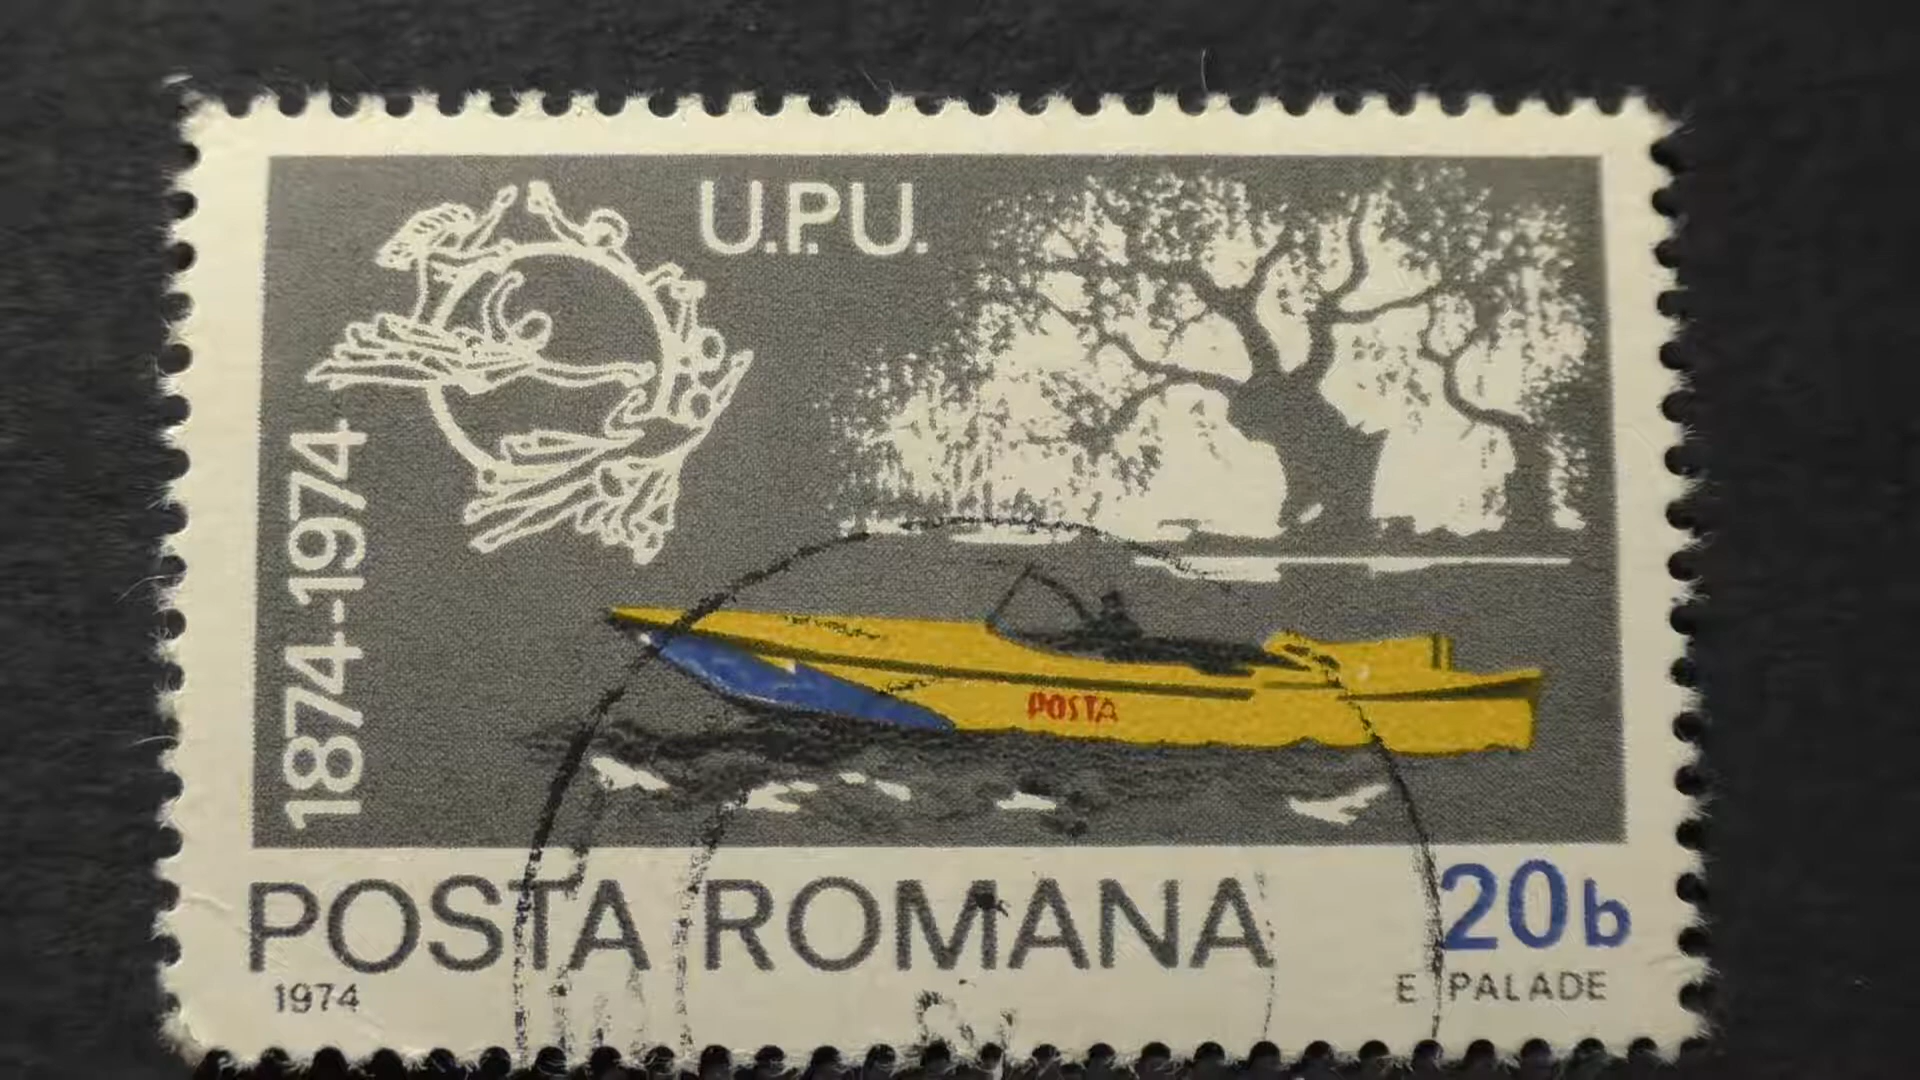 U.P.U.
1874-1974
POSTA
POSTA ROMANA
20b
1974
E PALADE